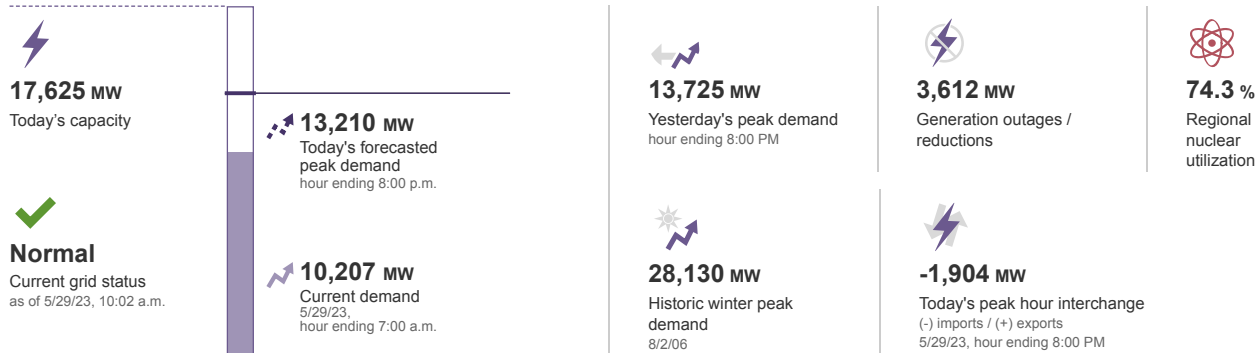 17,625 MW
Today's capacity
Normal
Current grid status
as of 5/29/23, 10:02 a.m.
13,210 MW
Today's forecasted
peak demand
hour ending 8:00 p.m.
10,207 MW
Current demand
5/29/23,
hour ending 7:00 a.m.
13,725 MW
Yesterday's peak demand
hour ending 8:00 PM
3,612 MW
Generation outages /
reductions
74.3 %
Regional
nuclear
utilization
28,130 MW
Historic winter peak
demand
8/2/06
-1,904 MW
Today's peak hour interchange
(-) imports / (+) exports
5/29/23, hour ending 8:00 PM